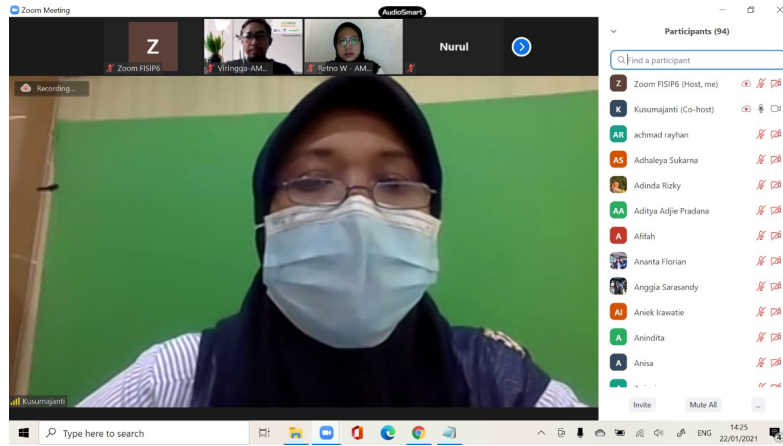 Zoom Meeting
AudioSmart
Z
Zoom FISIP6
Viringga-AM...
Retno W - AM...
Nurul
Recording...
Kusumajanti
Participants (94)
Find a participant
Z Zoom FISIP6 (Host, me)
K Kusumajanti (Co-host)
AR achmad rayhan
AS Adhaleya Sukarna
Adinda Rizky
AA Aditya Adjie Pradana
A Afifah
Ananta Florian
Anggia Sarasandy
AI Aniek Irawatie
A Anindita
A Anisa
Invite Mute All ...
Type here to search
ENG
14:25
22/01/2021